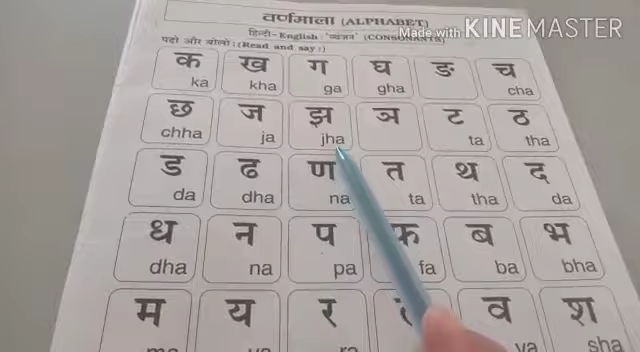 वर्णमाला (ALPHABET)
Made with KINEMASTER
हिन्दी-English 'व्यंजन' (CONSONANTS)
पढ़ो और बोलो : (Read and say :)
क ख ग घ ङ च
ka kha ga gha cha
छ ज झ ञ ट ठ
chha ja jha ta tha
ड ढ ण त थ द
da dha na ta tha da
ध न प फ ब भ
dha na pa fa ba bha
म य र व श
ra va sha